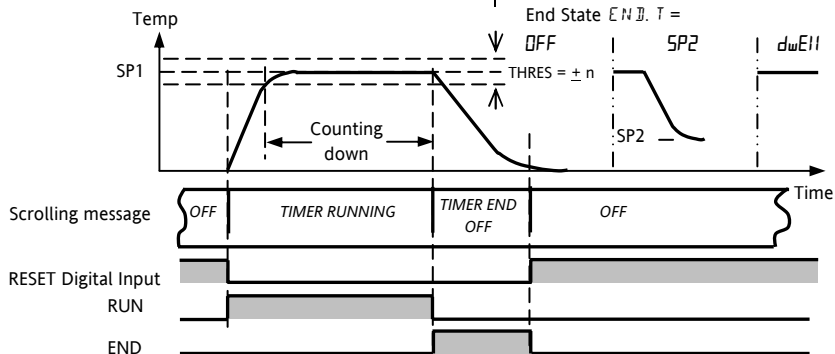 End State END. T =
Temp
OFF SP2 dwEll
SP1
THRES = ± n
Counting
down
SP2
Time
Scrolling message
OFF TIMER RUNNING TIMER END OFF
OFF
RESET Digital Input
RUN
END